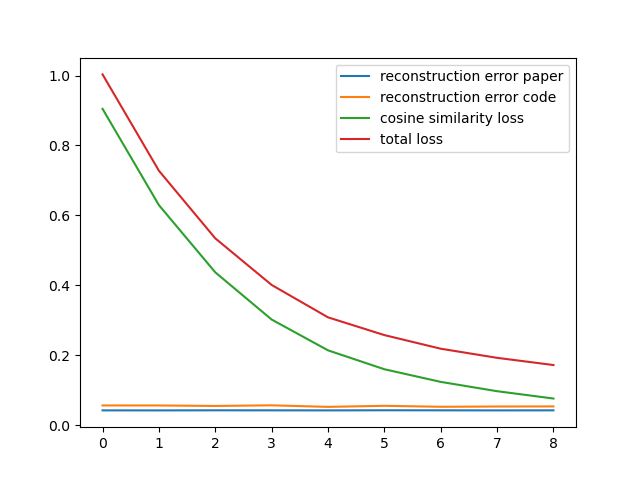 1.0
0.8
0.6
0.4
0.2
0.0
0 1 2 3 4 5 6 7 8
reconstruction error paper
reconstruction error code
cosine similarity loss
total loss